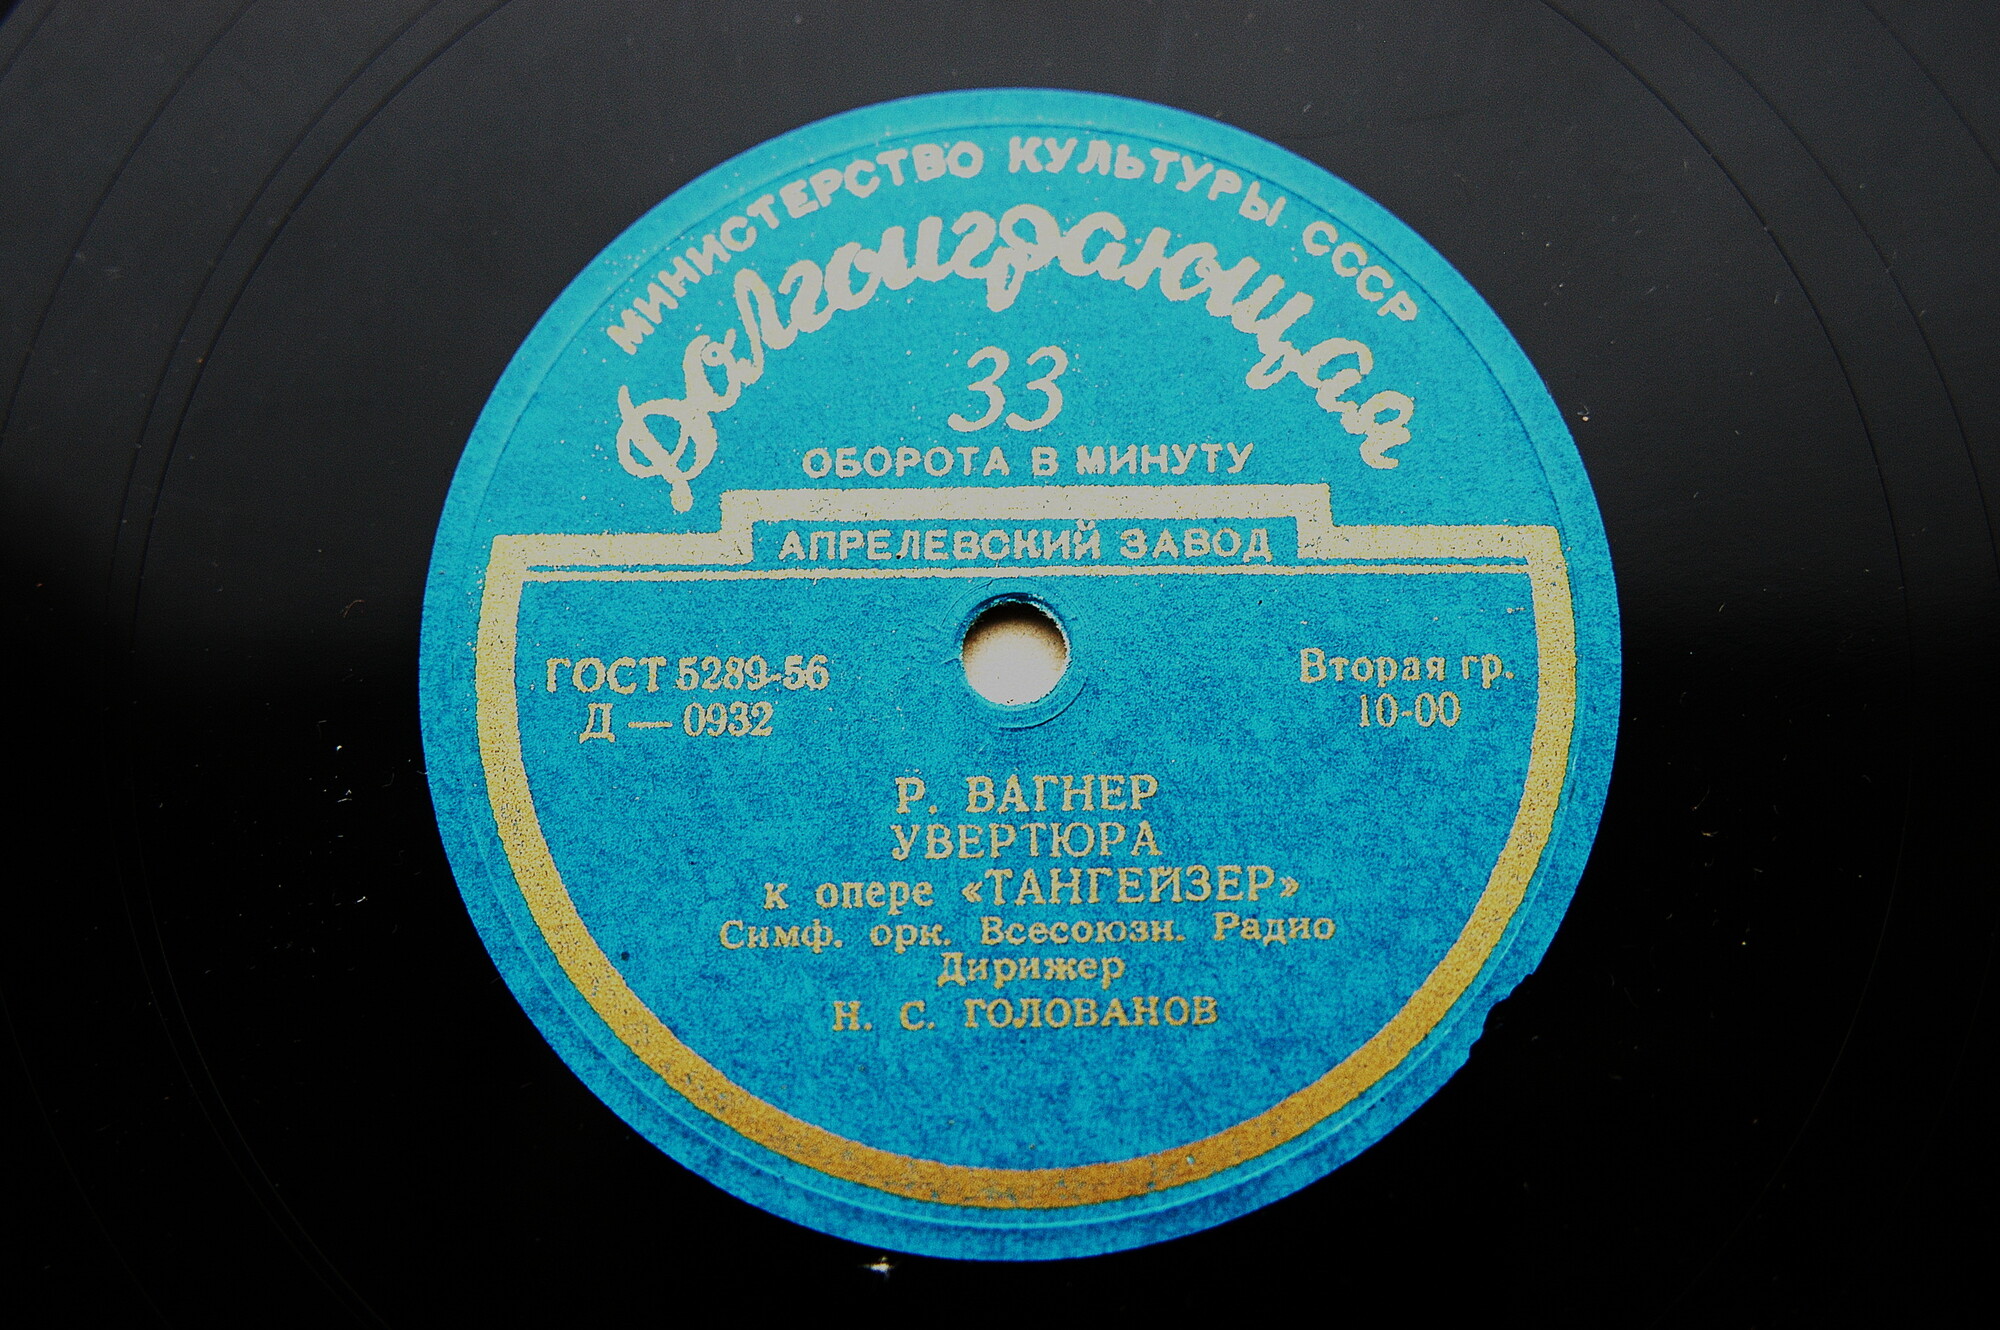 МИНИСТЕРСТВО КУЛЬТУРЫ СССР
Долгоиграющая
33
ОБОРОТА В МИНУТУ
АПРЕЛЕВСКИЙ ЗАВОД
ГОСТ 5289-56
Д — 0932
Вторая гр.
10-00
Р. ВАГНЕР
УВЕРТЮРА
к опере «ТАНГЕЙЗЕР»
Симф. орк. Всесоюзн. Радио
Дирижер
Н. С. ГОЛОВАНОВ